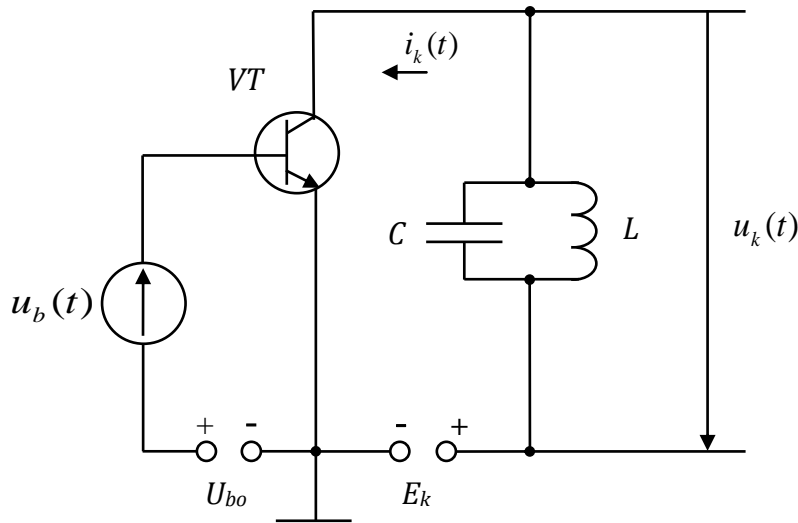 i_k(t)
VT
C
L
u_k(t)
u_b(t)
+ - - +
U_bo
E_k